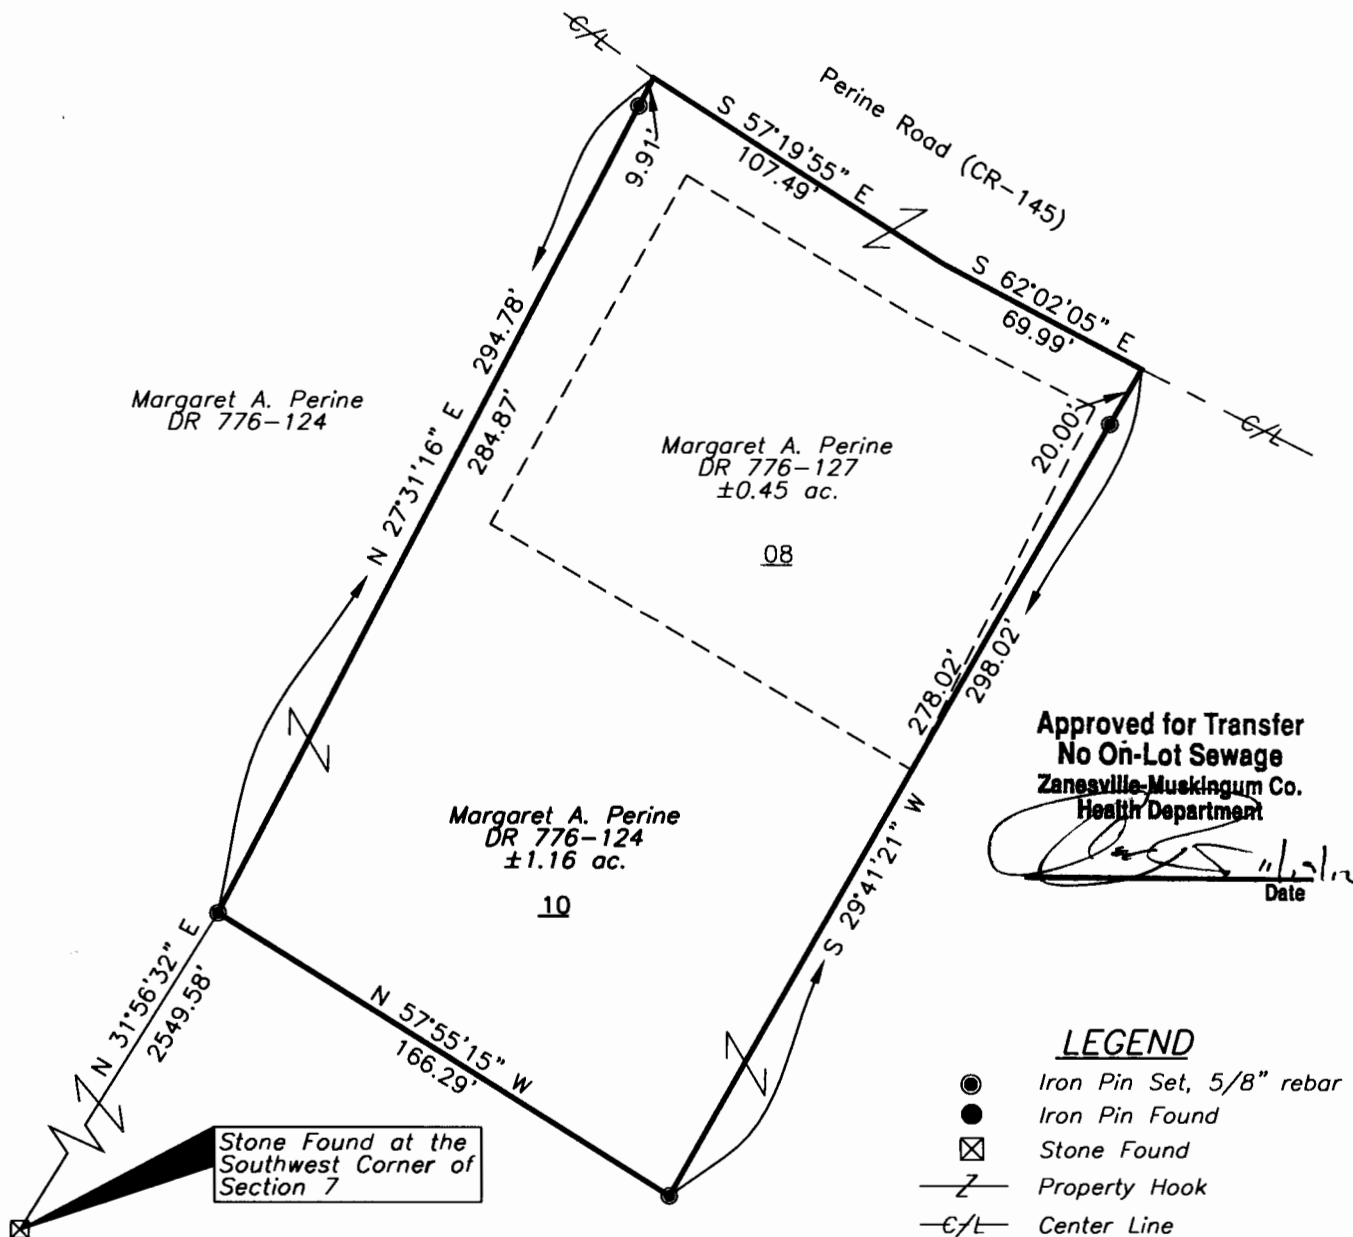 C/L
Perine Road (CR-145)
S 57°19'55" E
107.49'
9.91'
S 62°02'05" E
69.99'
C/L
294.78'
N 27°31'16" E
284.87'
Margaret A. Perine
DR 776-124
Margaret A. Perine
DR 776-127
±0.45 ac.
08
20.00'
278.02'
298.02'
S 29°41'21" W
Approved for Transfer
No On-Lot Sewage
Zanesville-Muskingum Co.
Health Department
Date
Margaret A. Perine
DR 776-124
±1.16 ac.
10
N 31°56'32" E
2549.58'
N 57°55'15" W
166.29'
Stone Found at the
Southwest Corner of
Section 7
LEGEND
Iron Pin Set, 5/8" rebar
Iron Pin Found
Stone Found
Z Property Hook
C/L Center Line